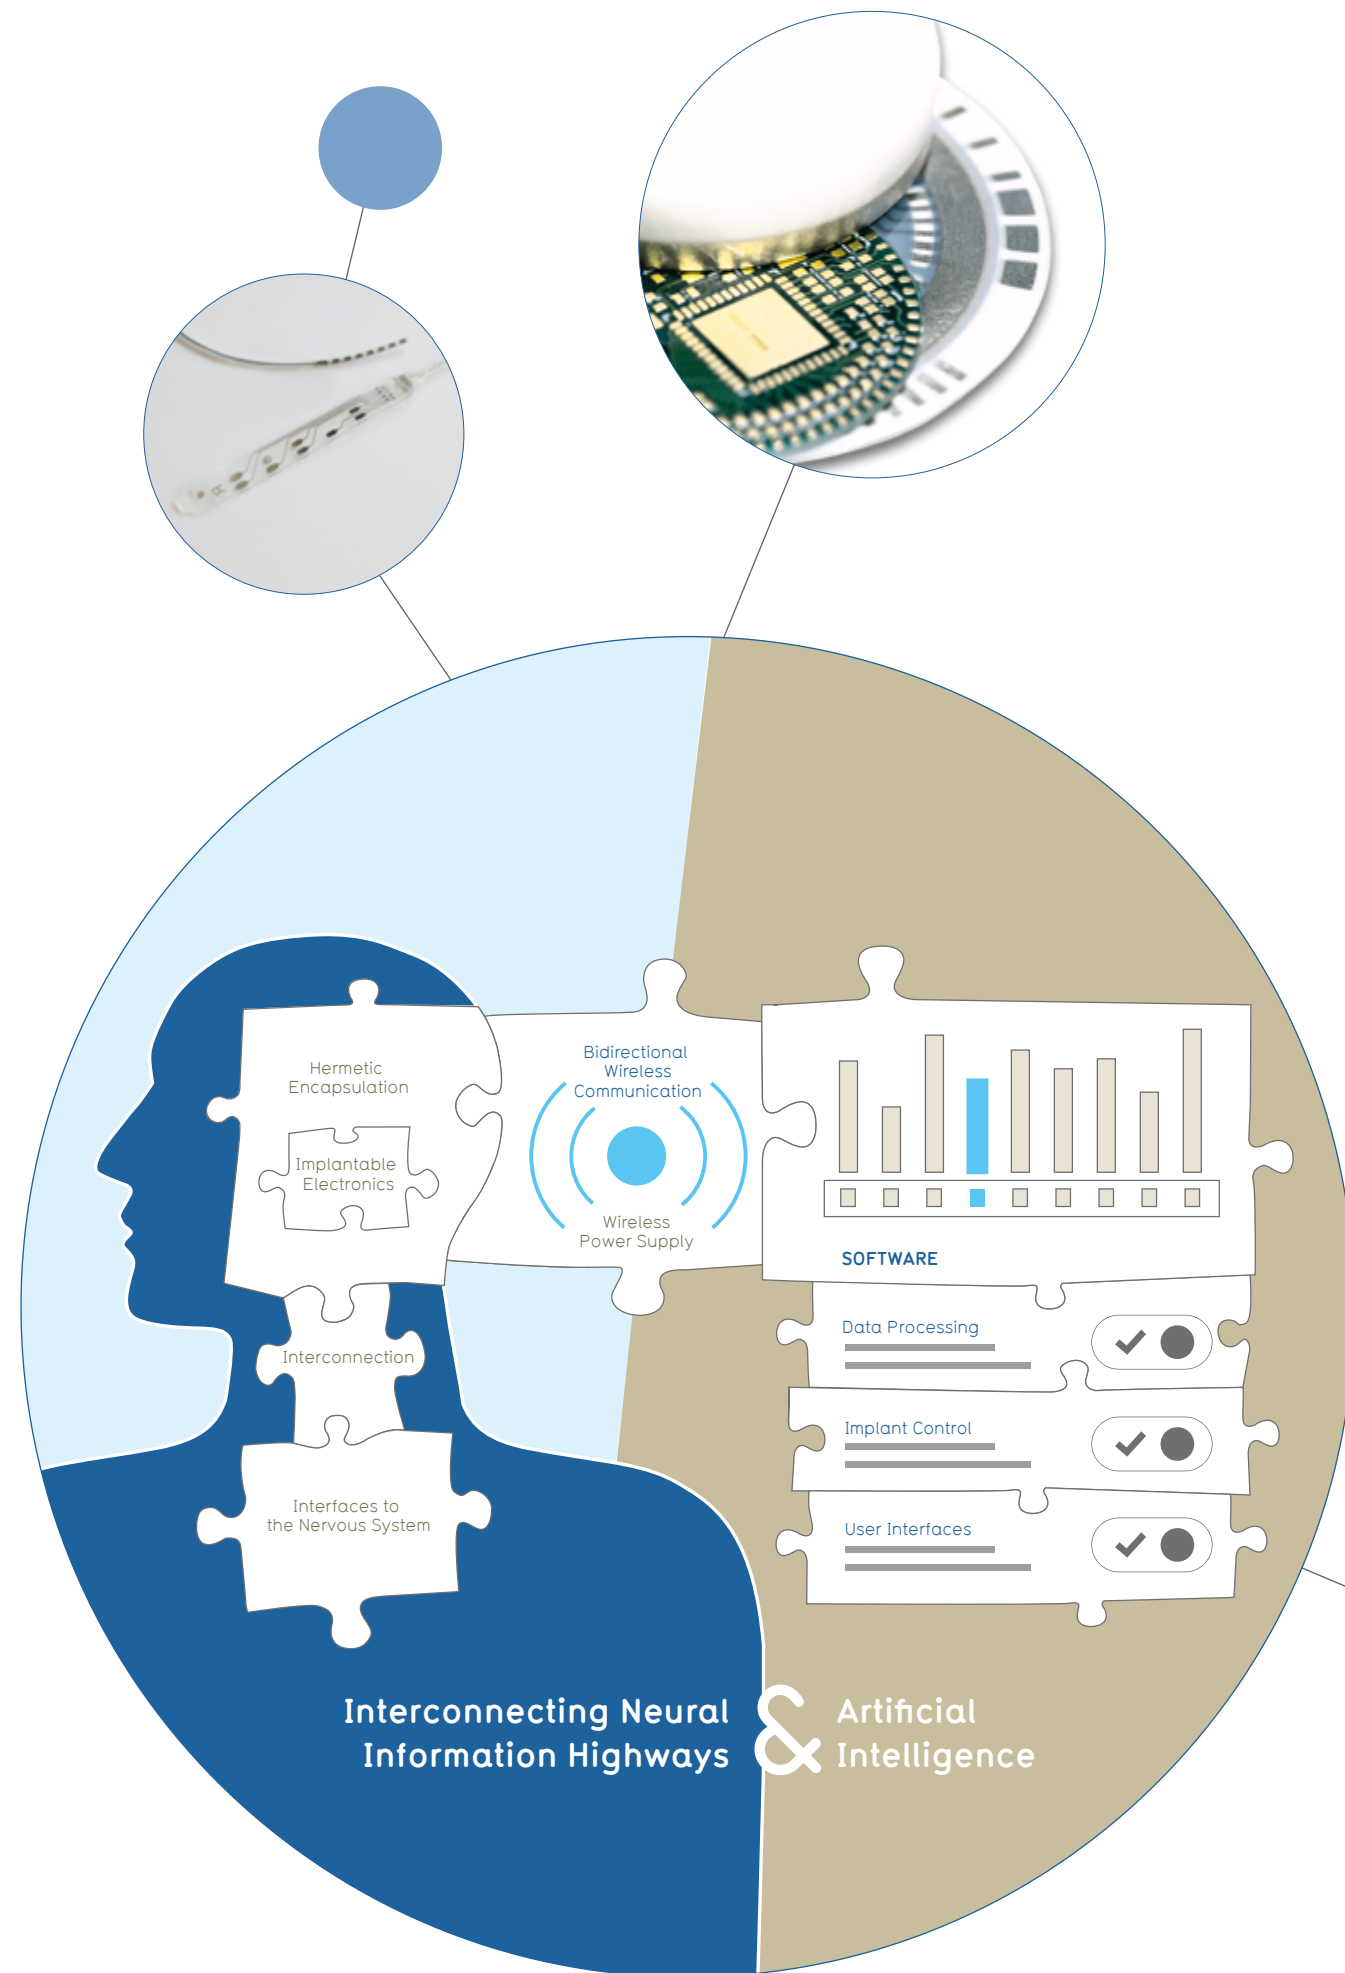 Hermetic
Encapsulation
Implantable
Electronics
Bidirectional
Wireless
Communication
Wireless
Power Supply
SOFTWARE
Interconnection
Data Processing
Implant Control
Interfaces to
the Nervous System
User Interfaces
Interconnecting Neural
Information Highways
&
Artificial
Intelligence